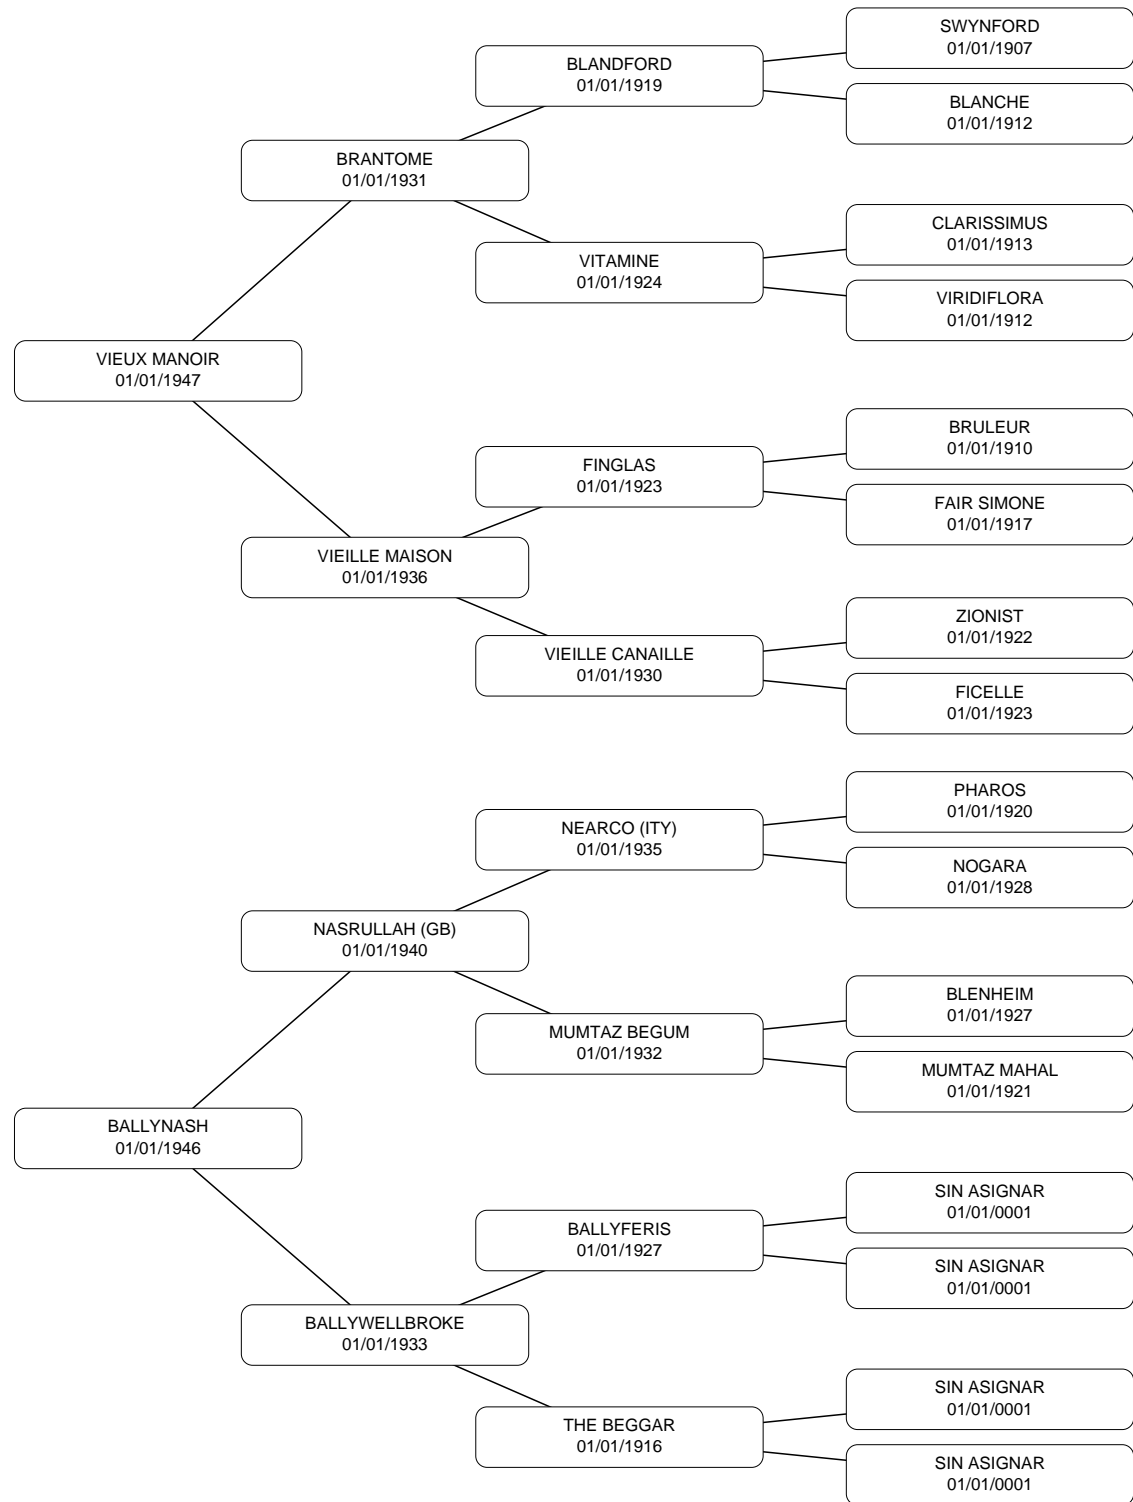 SWYNFORD
01/01/1907
BLANDFORD
01/01/1919
BLANCHE
01/01/1912
BRANTOME
01/01/1931
CLARISSIMUS
01/01/1913
VITAMINE
01/01/1924
VIRIDIFLORA
01/01/1912
VIEUX MANOIR
01/01/1947
BRULEUR
01/01/1910
FINGLAS
01/01/1923
FAIR SIMONE
01/01/1917
VIEILLE MAISON
01/01/1936
ZIONIST
01/01/1922
VIEILLE CANAILLE
01/01/1930
FICELLE
01/01/1923
PHAROS
01/01/1920
NEARCO (ITY)
01/01/1935
NOGARA
01/01/1928
NASRULLAH (GB)
01/01/1940
BLENHEIM
01/01/1927
MUMTAZ BEGUM
01/01/1932
MUMTAZ MAHAL
01/01/1921
BALLYNASH
01/01/1946
SIN ASIGNAR
01/01/0001
BALLYFERIS
01/01/1927
SIN ASIGNAR
01/01/0001
BALLYWELLBROKE
01/01/1933
SIN ASIGNAR
01/01/0001
THE BEGGAR
01/01/1916
SIN ASIGNAR
01/01/0001